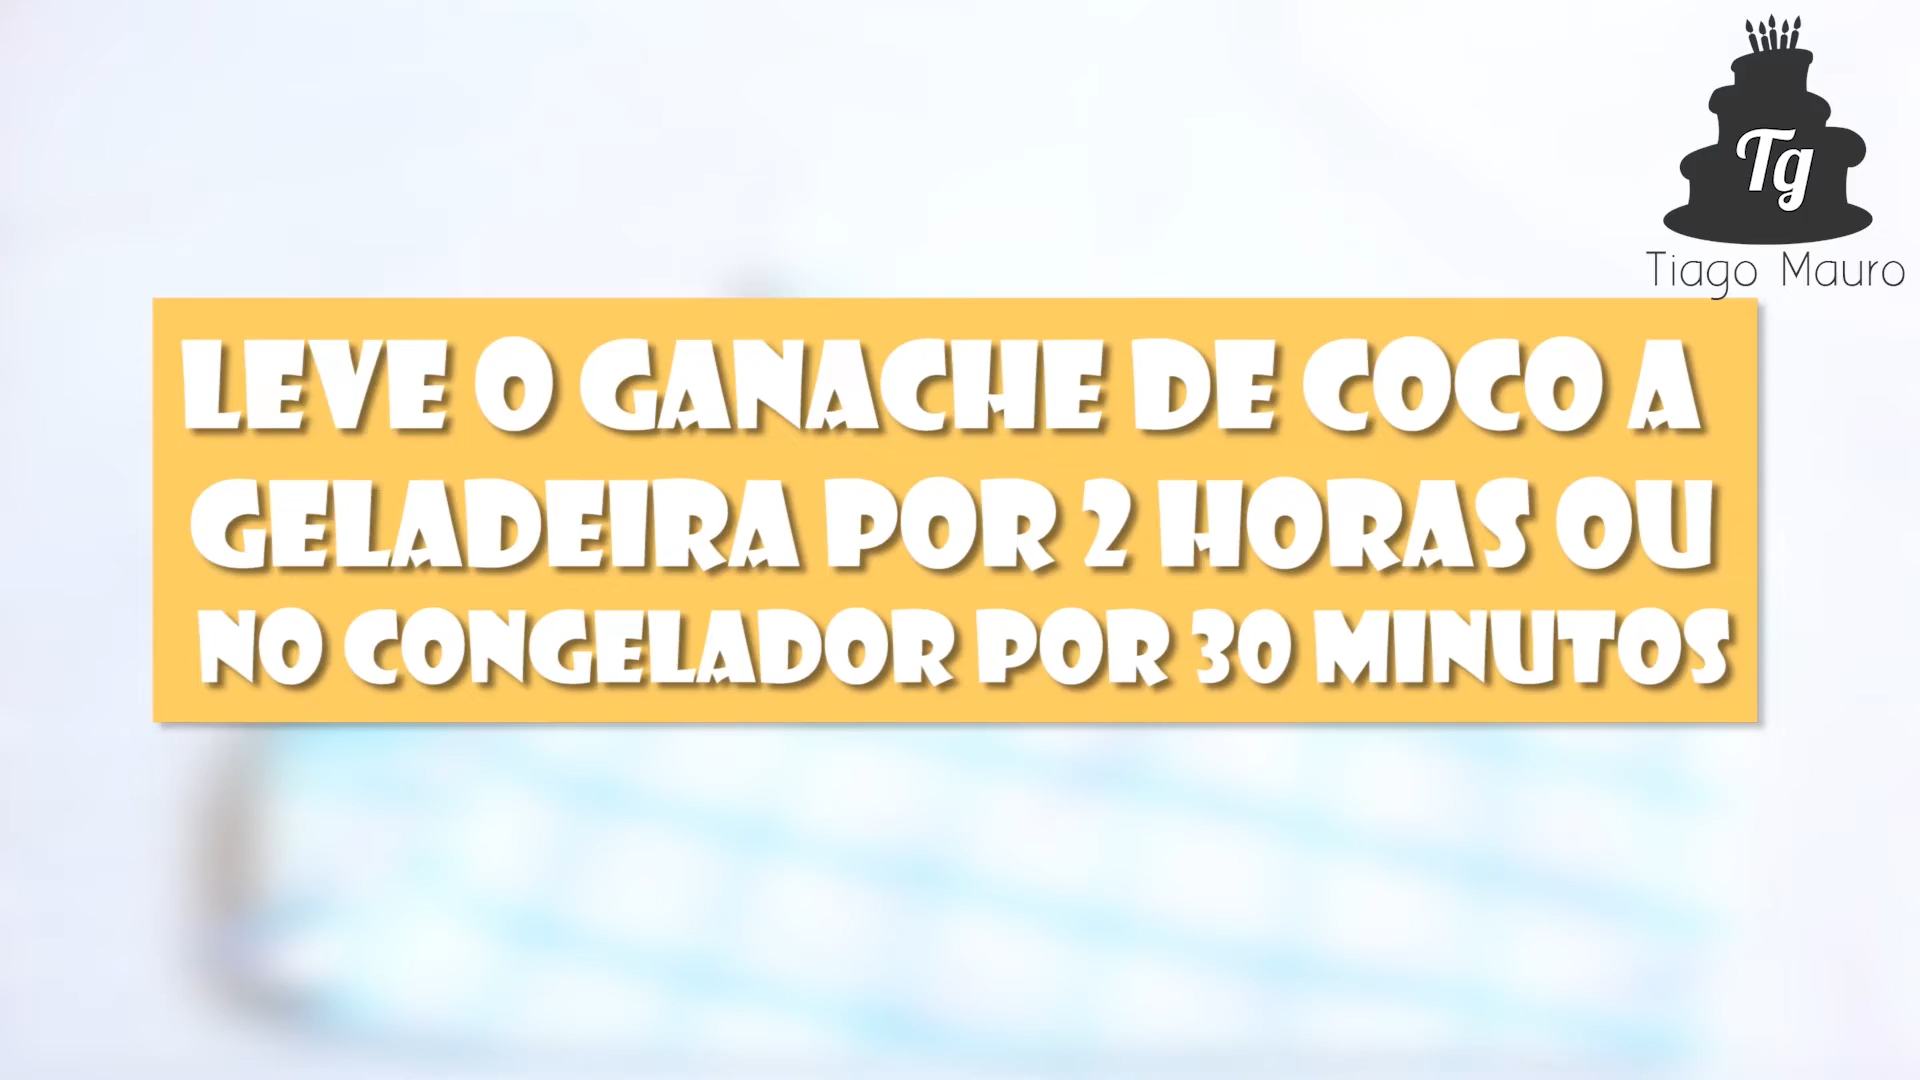 Tg
Tiago Mauro
LEVE O GANACHE DE COCO A
GELADEIRA POR 2 HORAS OU
NO CONGELADOR POR 30 MINUTOS